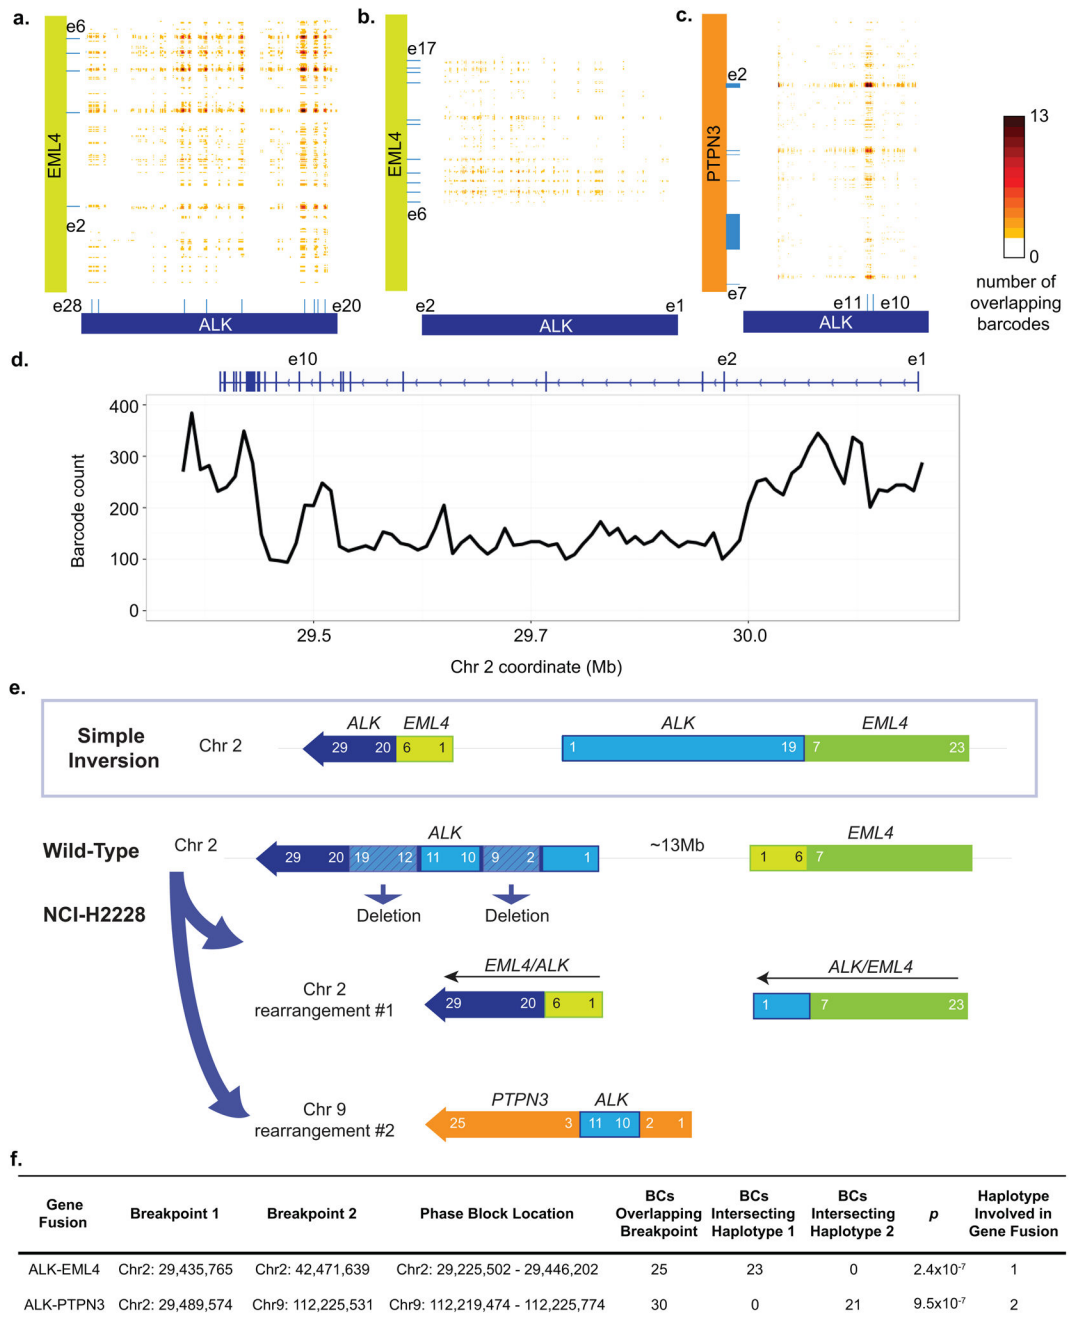 a.
e6
EML4
e2
e28
e20
ALK
b.
e17
EML4
e6
e2
e1
ALK
c.
e2
PTPN3
e7
e11
e10
ALK
13
0
number of
overlapping
barcodes
d.
e10
e2
e1
400
300
200
100
0
Barcode count
29.5
29.7
30.0
Chr 2 coordinate (Mb)
e.
Simple
Inversion
Chr 2
ALK
EML4
29 20 6 1
ALK
EML4
1 19 7 23
Wild-Type
Chr 2
ALK
29 20 19 12 11 10 9 2 1
~13Mb
EML4
1 6 7
NCI-H2228
Deletion
Deletion
Chr 2
rearrangement #1
EML4/ALK
29 20 6 1
ALK/EML4
1 7 23
Chr 9
rearrangement #2
PTPN3
ALK
25 3 11 10 2 1
f.
Gene
Fusion
Breakpoint 1
Breakpoint 2
Phase Block Location
BCs
Overlapping
Breakpoint
BCs
Intersecting
Haplotype 1
BCs
Intersecting
Haplotype 2
p
Haplotype
Involved in
Gene Fusion
ALK-EML4 Chr2: 29,435,765 Chr2: 42,471,639 Chr2: 29,225,502 - 29,446,202 25 23 0 2.4x10⁻⁷ 1
ALK-PTPN3 Chr2: 29,489,574 Chr9: 112,225,531 Chr9: 112,219,474 - 112,225,774 30 0 21 9.5x10⁻⁷ 2